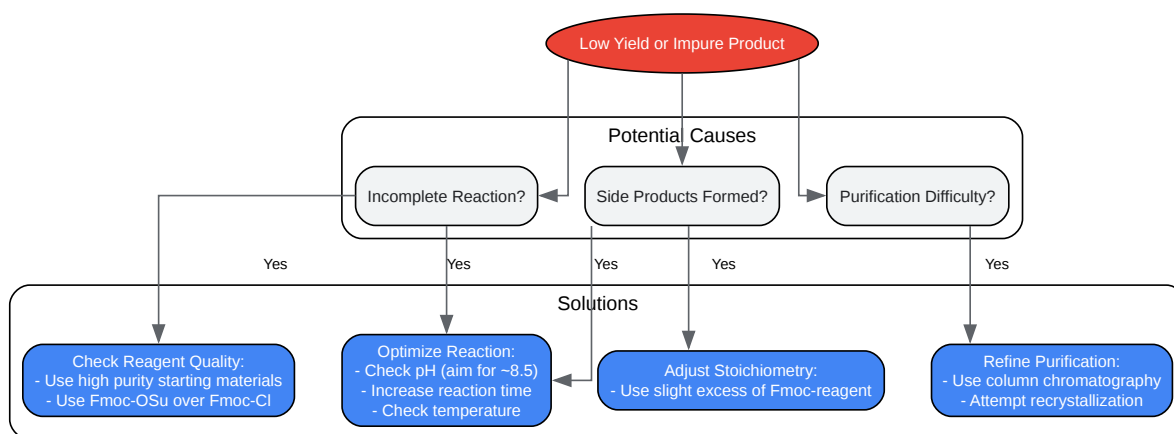 Low Yield or Impure Product
Potential Causes
Incomplete Reaction?
Side Products Formed?
Purification Difficulty?
Yes
Yes
Yes
Yes
Yes
Solutions
Check Reagent Quality:
- Use high purity starting materials
- Use Fmoc-OSu over Fmoc-Cl
Optimize Reaction:
- Check pH (aim for ~8.5)
- Increase reaction time
- Check temperature
Adjust Stoichiometry:
- Use slight excess of Fmoc-reagent
Refine Purification:
- Use column chromatography
- Attempt recrystallization